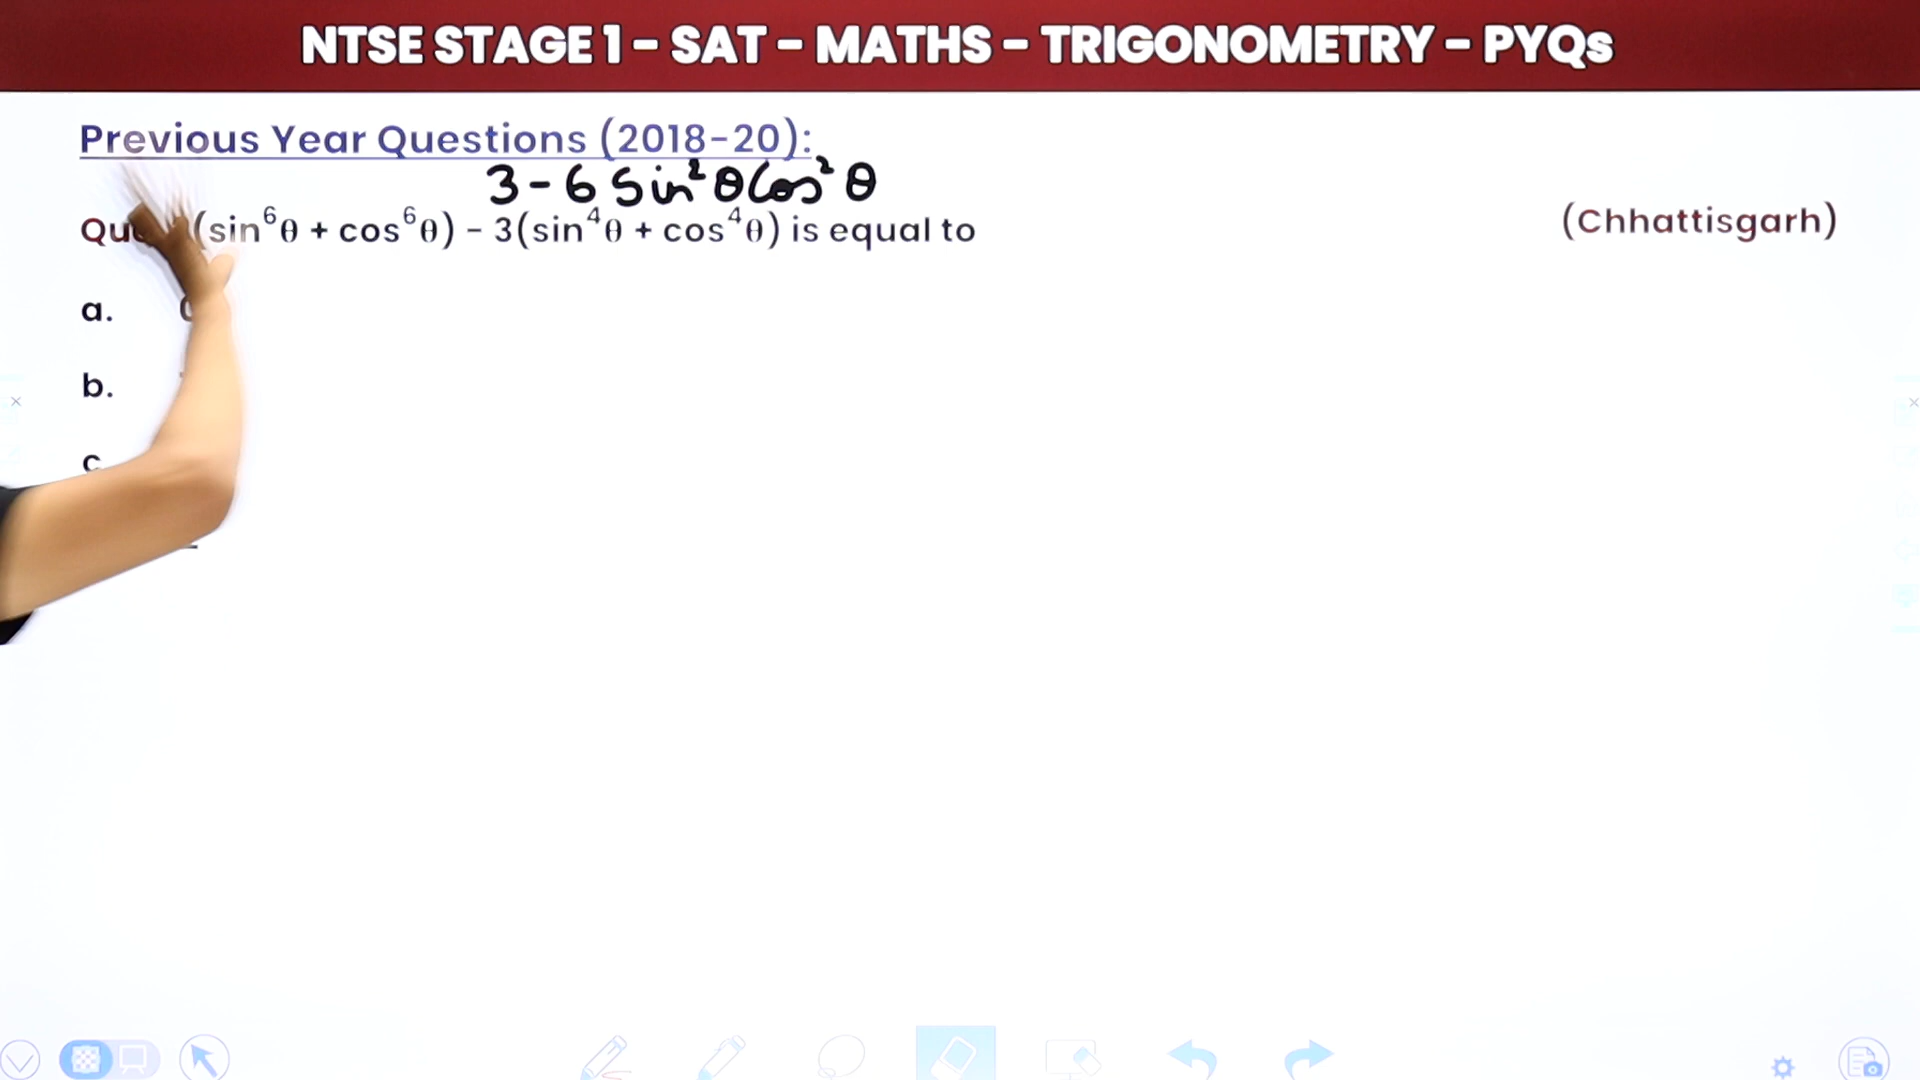 NTSE STAGE 1 – SAT – MATHS – TRIGONOMETRY – PYQs
Previous Year Questions (2018-20):
3 - 6 Sin²θ Cos²θ
(sin⁶θ + cos⁶θ) - 3(sin⁴θ + cos⁴θ) is equal to
(Chhattisgarh)
a.
b.
c